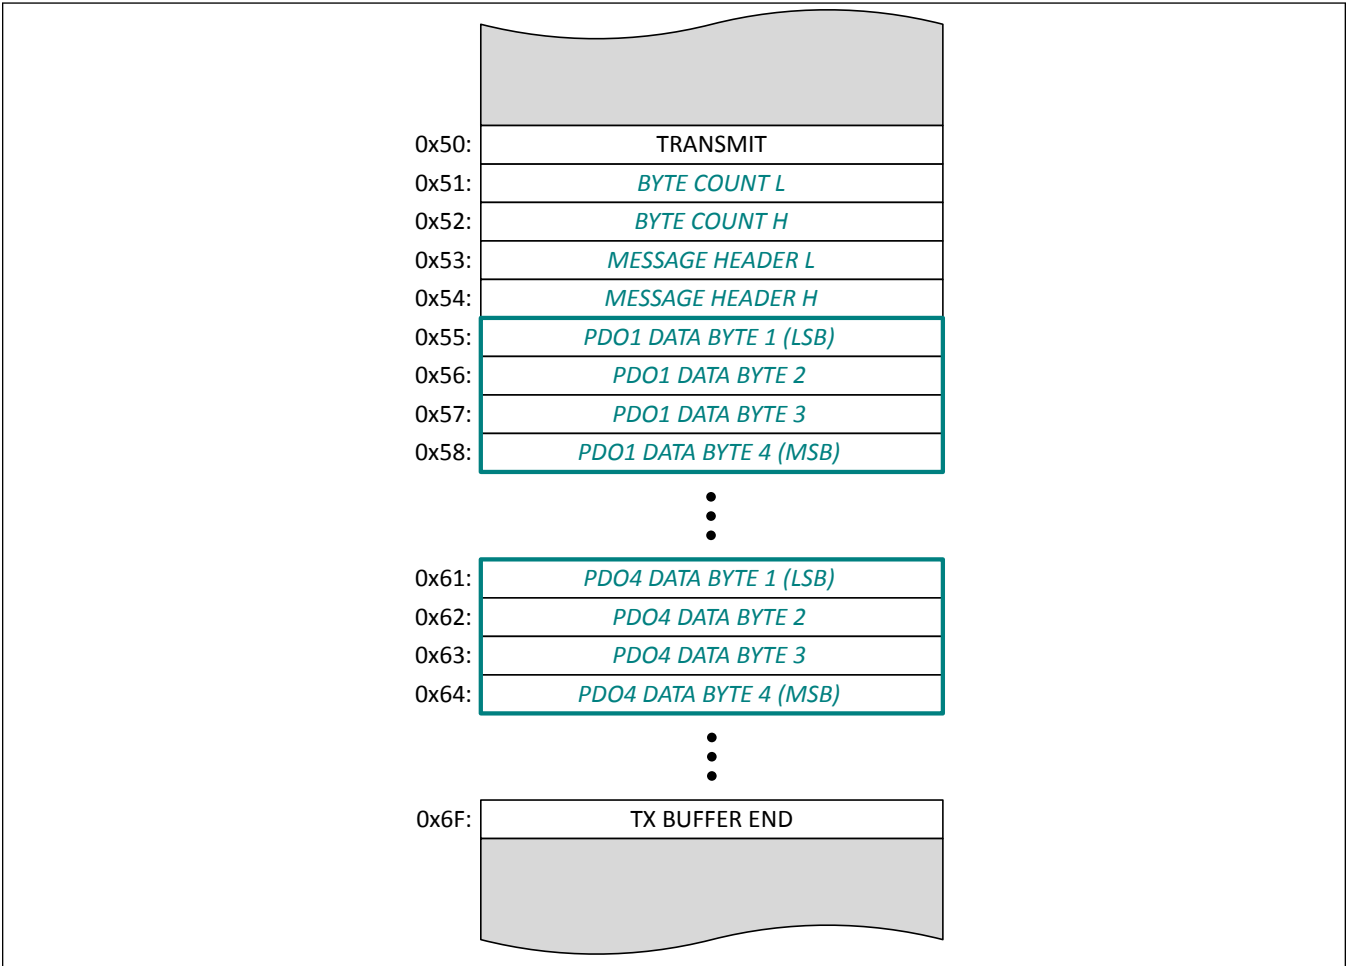 0x50: TRANSMIT
0x51: BYTE COUNT L
0x52: BYTE COUNT H
0x53: MESSAGE HEADER L
0x54: MESSAGE HEADER H
0x55: PDO1 DATA BYTE 1 (LSB)
0x56: PDO1 DATA BYTE 2
0x57: PDO1 DATA BYTE 3
0x58: PDO1 DATA BYTE 4 (MSB)
0x61: PDO4 DATA BYTE 1 (LSB)
0x62: PDO4 DATA BYTE 2
0x63: PDO4 DATA BYTE 3
0x64: PDO4 DATA BYTE 4 (MSB)
0x6F: TX BUFFER END